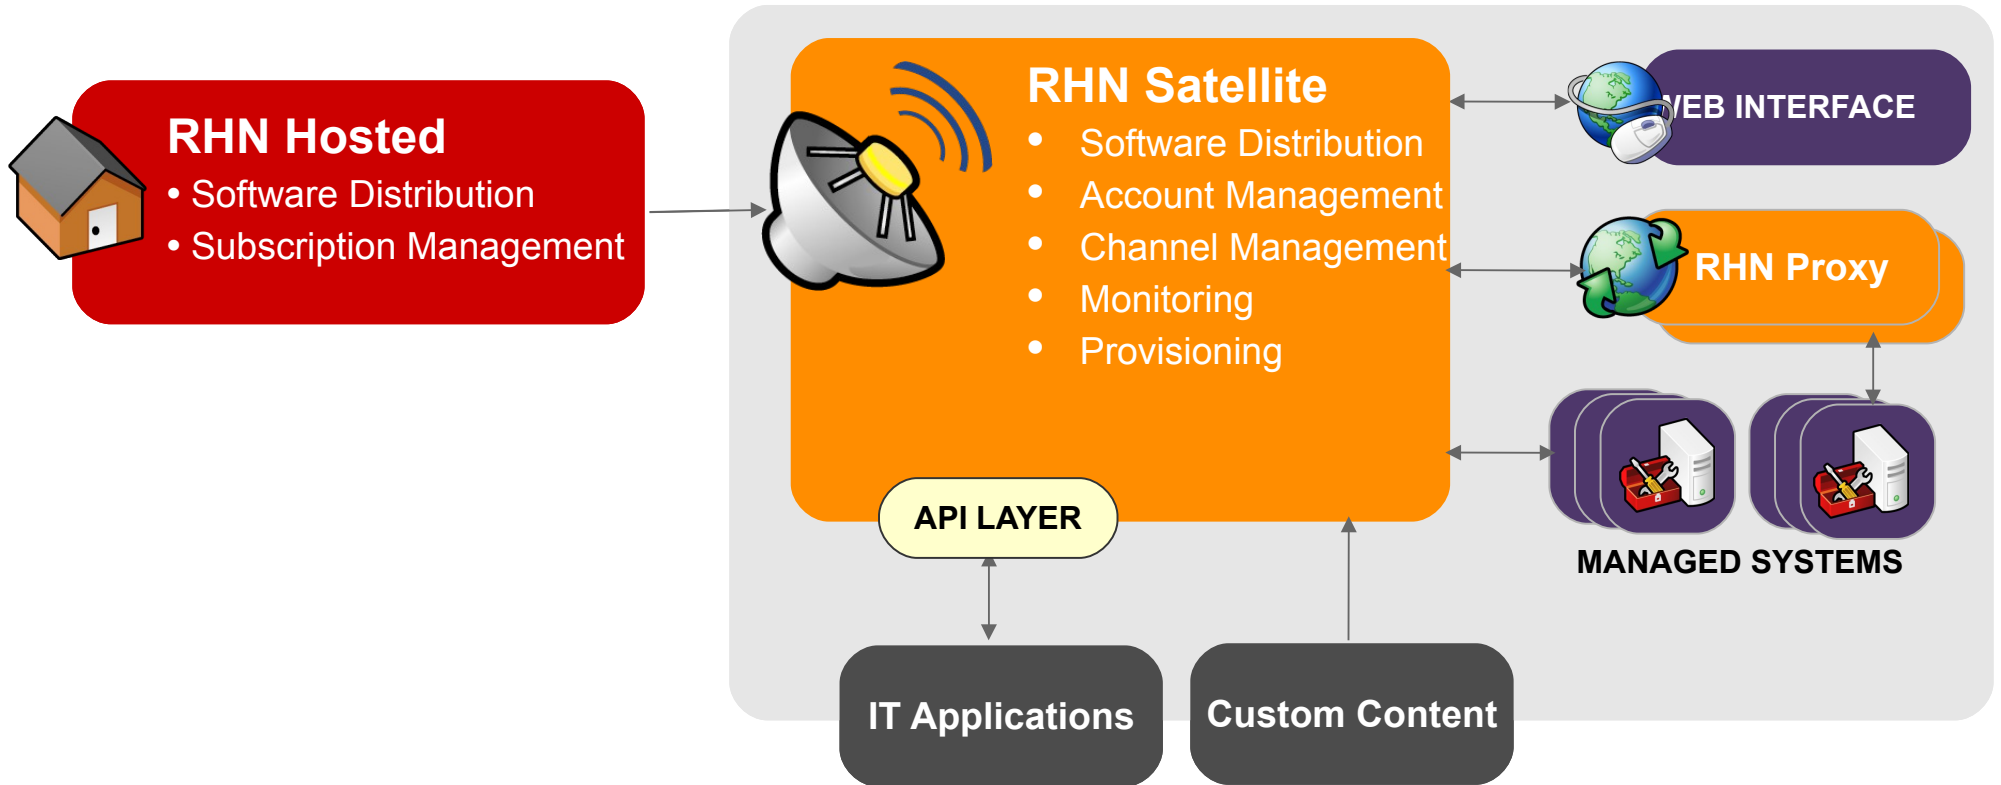 RHN Hosted
• Software Distribution
• Subscription Management
RHN Satellite
• Software Distribution
• Account Management
• Channel Management
• Monitoring
• Provisioning
API LAYER
WEB INTERFACE
RHN Proxy
MANAGED SYSTEMS
IT Applications
Custom Content